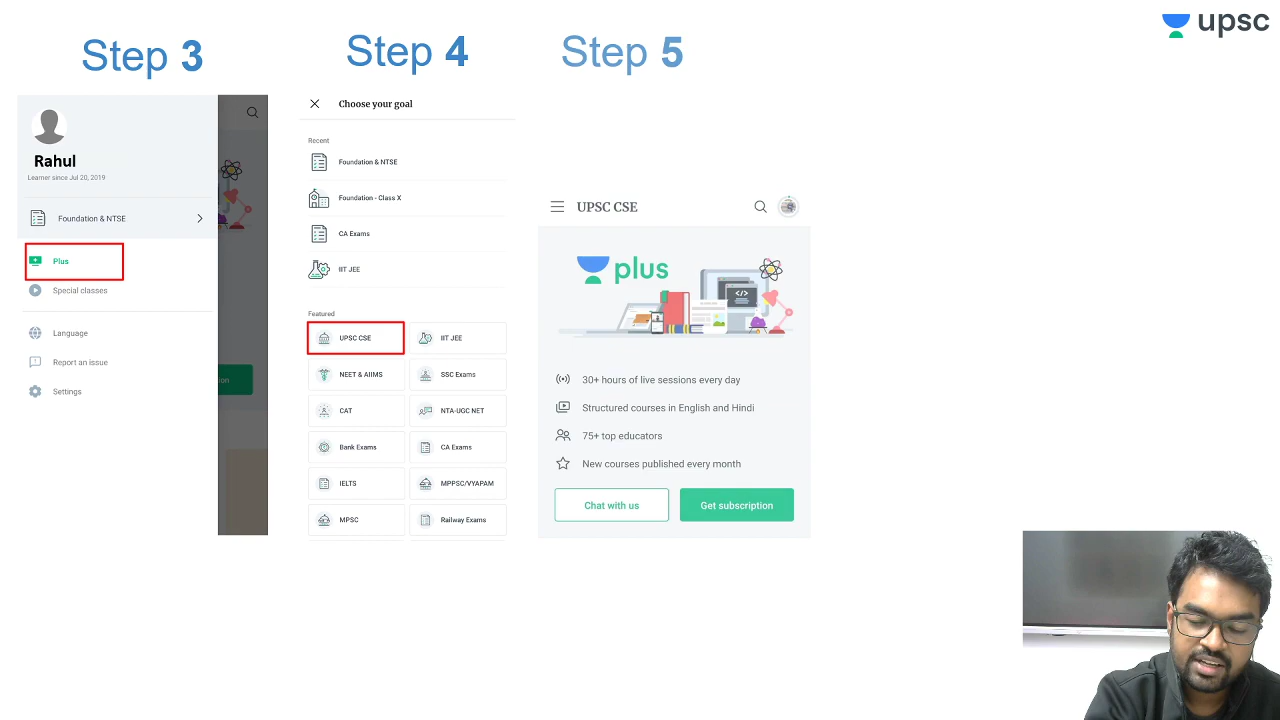 upsc
Step 3
Step 4
Step 5
Rahul
Learner since Jul 20, 2019
Foundation & NTSE
Plus
Special classes
Language
Report an issue
Settings
Choose your goal
Recent
Foundation & NTSE
Foundation - Class X
CA Exams
IIT JEE
Featured
UPSC CSE
IIT JEE
NEET & AIIMS
SSC Exams
CAT
NTA-UGC NET
Bank Exams
CA Exams
IELTS
MPPSC/VYAPAM
MPSC
Railway Exams
UPSC CSE
plus
30+ hours of live sessions every day
Structured courses in English and Hindi
75+ top educators
New courses published every month
Chat with us
Get subscription